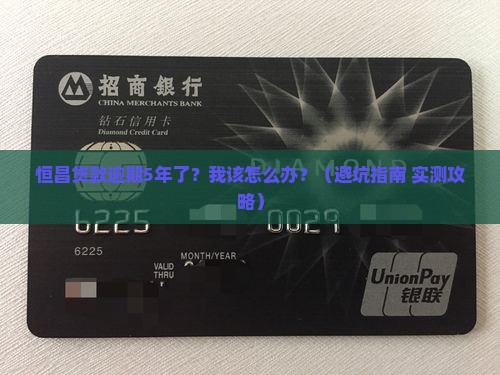 招商銀行
CHINA MERCHANTS BANK
钻石信用卡
Diamond Credit Card
DIAMOND
恒昌贷款逾期5年了？我该怎么办？（避坑指南 实测攻
略）
6225 0029
6225
MONTH/YEAR
VALID
THRU
UnionPay
银联